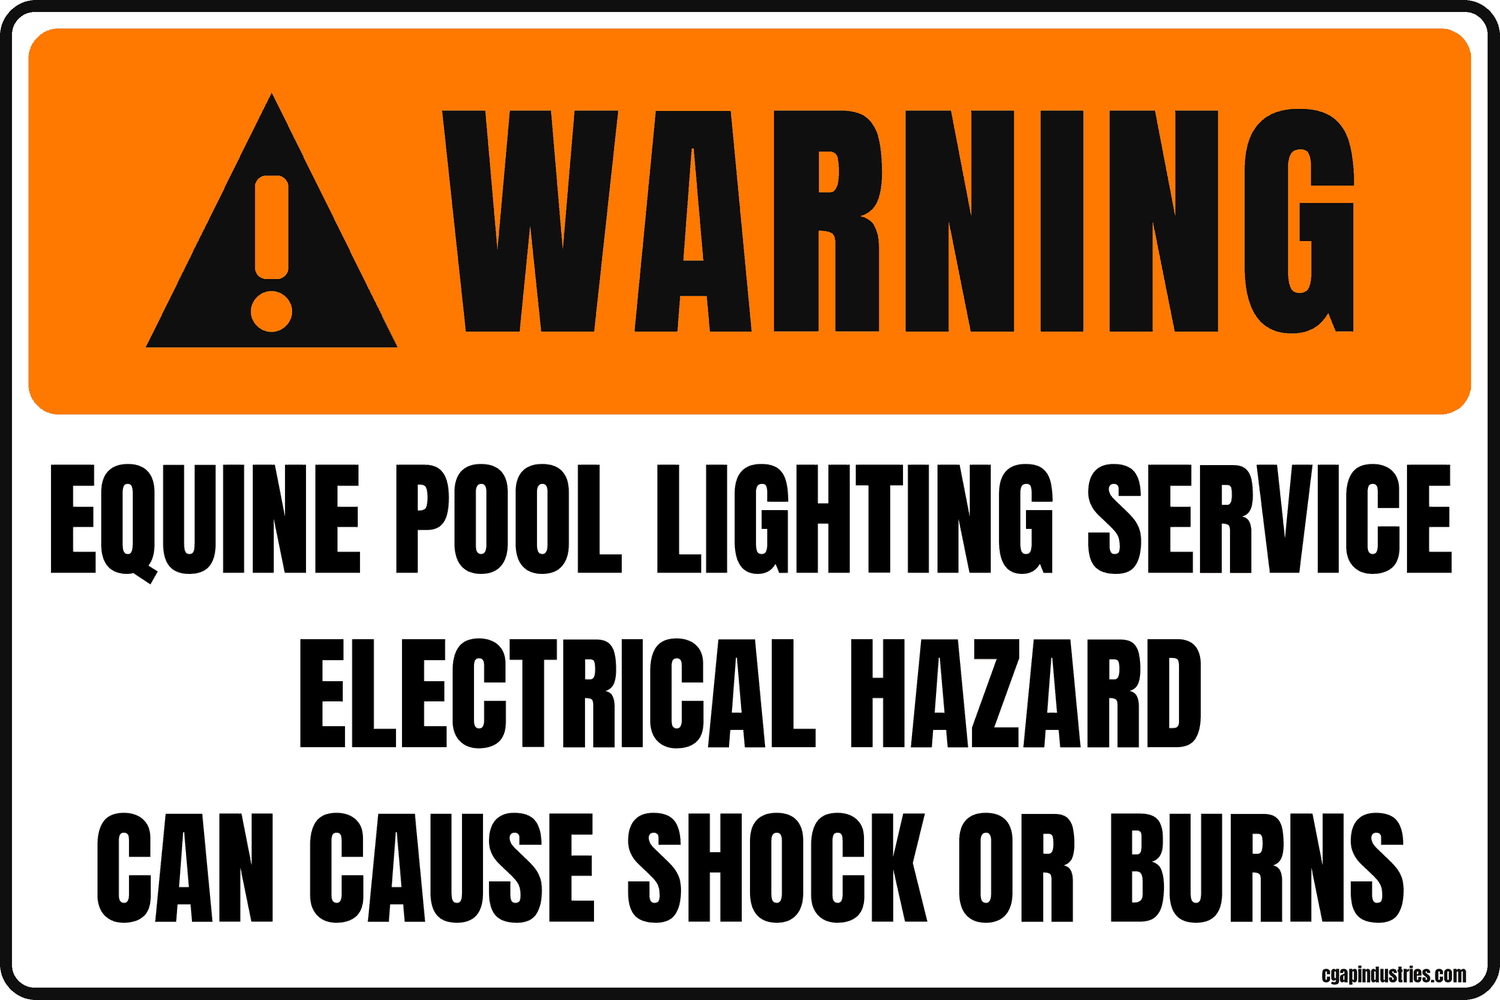 WARNING
EQUINE POOL LIGHTING SERVICE
ELECTRICAL HAZARD
CAN CAUSE SHOCK OR BURNS
cgapindustries.com